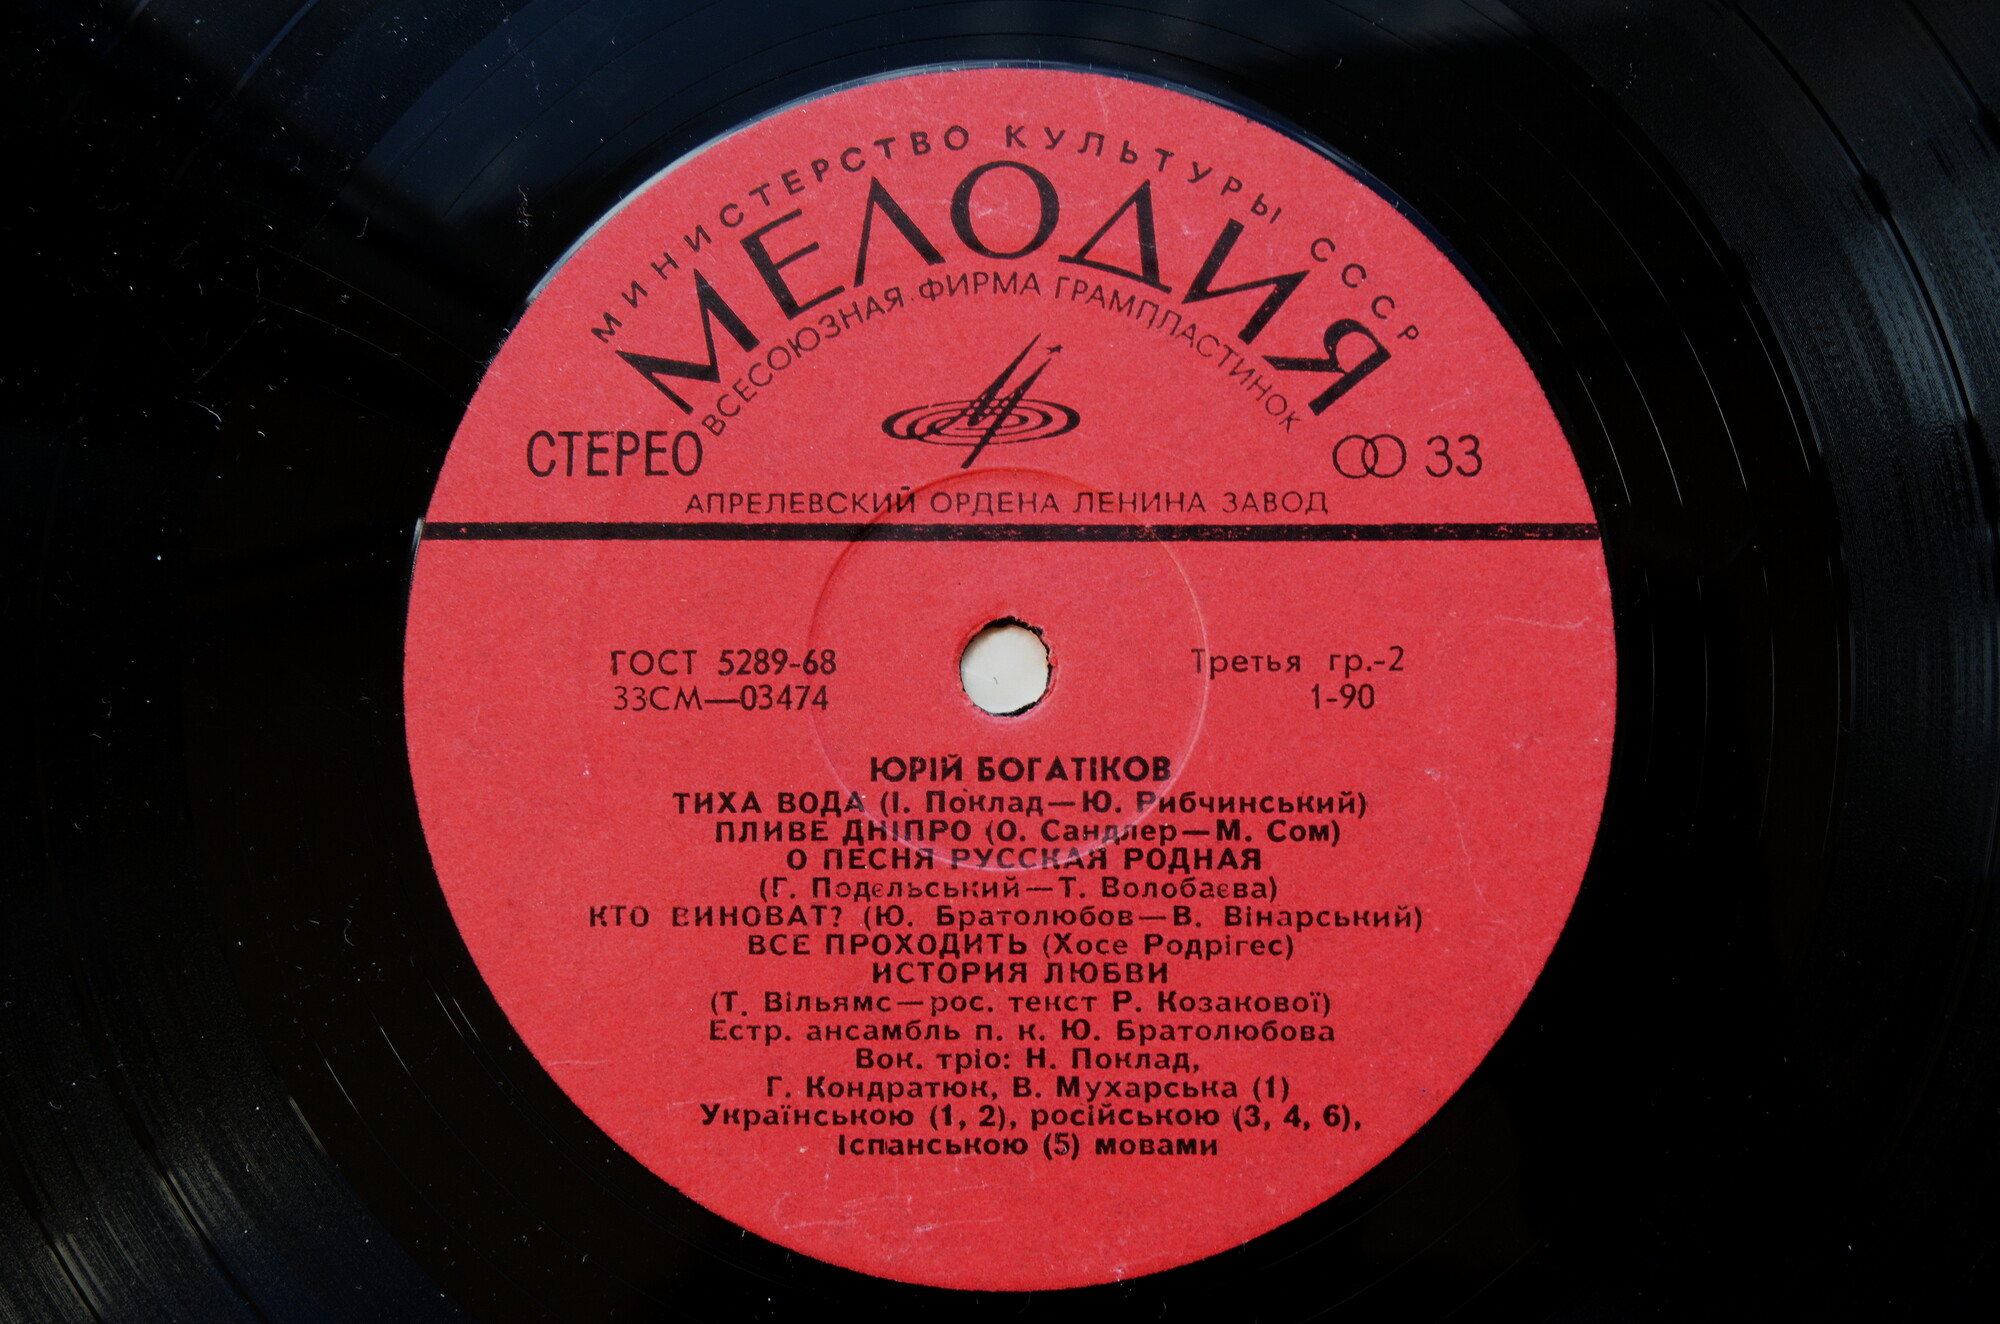 МИНИСТЕРСТВО КУЛЬТУРЫ СССР
МЕЛОДИЯ
ВСЕСОЮЗНАЯ ФИРМА ГРАМПЛАСТИНОК
СТЕРЕО
33
АПРЕЛЕВСКИЙ ОРДЕНА ЛЕНИНА ЗАВОД
ГОСТ 5289-68
33СМ—03474
Третья гр.-2
1-90
ЮРІЙ БОГАТІКОВ
ТИХА ВОДА (І. Поклад—Ю. Рибчинський)
ПЛИВЕ ДНІПРО (О. Сандлер—М. Сом)
О ПЕСНЯ РУССКАЯ РОДНАЯ
(Г. Подєльський—Т. Волобаєва)
КТО ВИНОВАТ? (Ю. Братолюбов—В. Вінарський)
ВСЕ ПРОХОДИТЬ (Хосе Родрігес)
ИСТОРИЯ ЛЮБВИ
(Т. Вільямс—рос. текст Р. Козакової)
Естр. ансамбль п. к. Ю. Братолюбова
Вок. тріо: Н. Поклад,
Г. Кондратюк, В. Мухарська (1)
Українською (1, 2), російською (3, 4, 6),
Іспанською (5) мовами